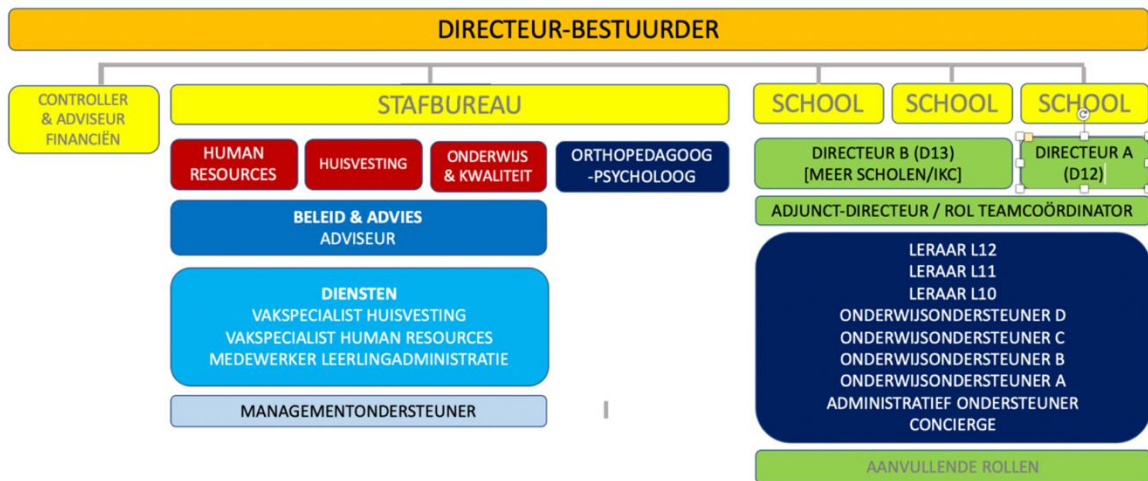 DIRECTEUR-BESTUURDER
CONTROLLER
& ADVISEUR
FINANCIËN
STAFBUREAU
SCHOOL
SCHOOL
SCHOOL
HUMAN
RESOURCES
HUISVESTING
ONDERWIJS
& KWALITEIT
ORTHOPEDAGOOG
-PSYCHOLOOG
BELEID & ADVIES
ADVISEUR
DIENSTEN
VAKSPECIALIST HUISVESTING
VAKSPECIALIST HUMAN RESOURCES
MEDEWERKER LEERLINGADMINISTRATIE
MANAGEMENTONDERSTEUNER
DIRECTEUR B (D13)
[MEER SCHOLEN/IKC]
DIRECTEUR A
(D12)
ADJUNCT-DIRECTEUR / ROL TEAMCOÖRDINATOR
LERAAR L12
LERAAR L11
LERAAR L10
ONDERWIJSONDERSTEUNER D
ONDERWIJSONDERSTEUNER C
ONDERWIJSONDERSTEUNER B
ONDERWIJSONDERSTEUNER A
ADMINISTRATIEF ONDERSTEUNER
CONCIERGE
AANVULLENDE ROLLEN